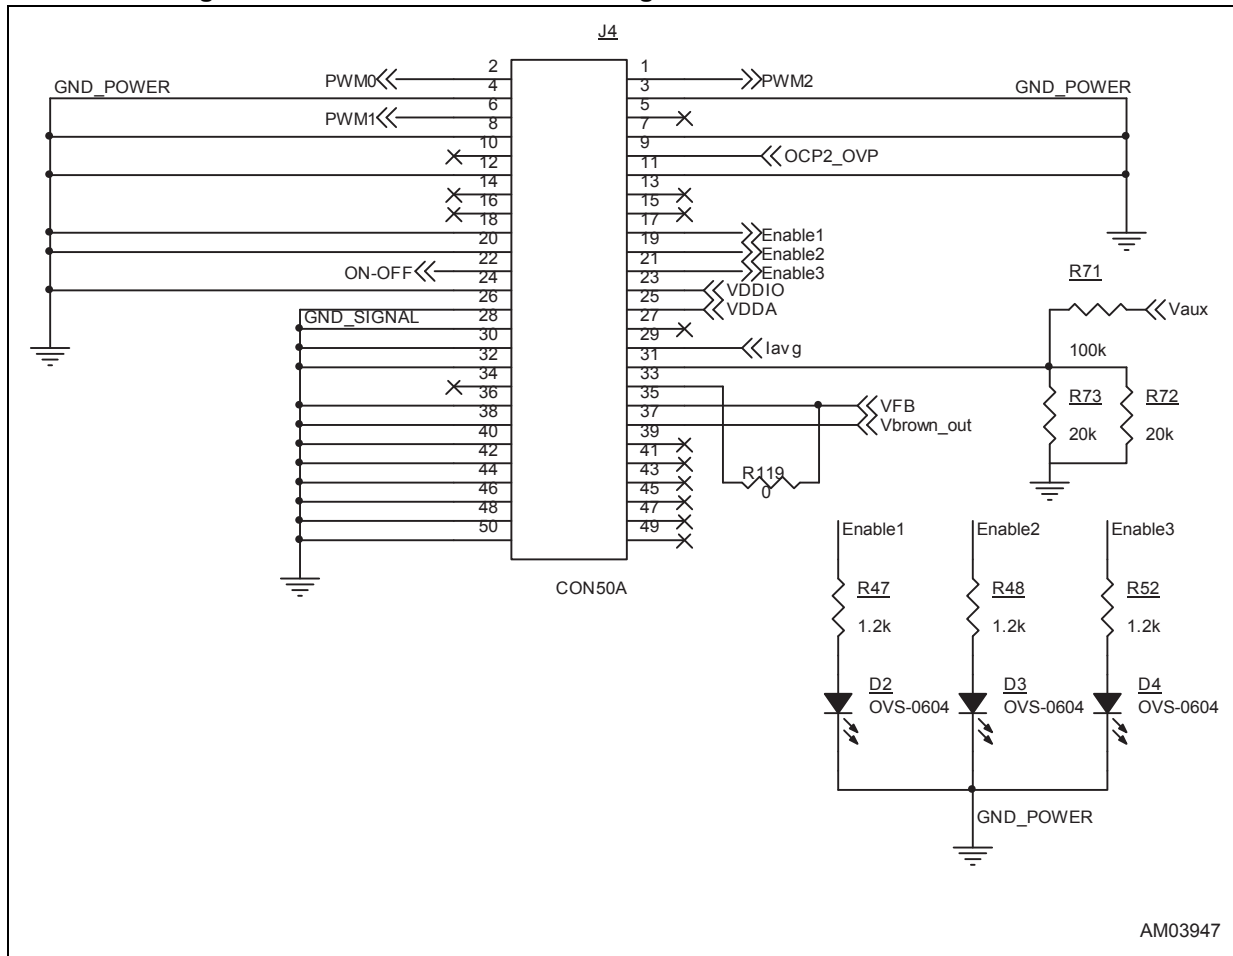 J4
2 1
PWM0 PWM2
4 3
GND_POWER GND_POWER
6 5
PWM1
8 7
10 9
OCP2_OVP
12 11
14 13
16 15
18 17
Enable1
20 19
Enable2
22 21
ON-OFF Enable3
24 23
VDDIO
26 25
VDDA
GND_SIGNAL
28 27
30 29
Iavg
32 31
34 33
36 35
VFB
38 37
Vbrown_out
40 39
42 41
44 43
46 45
48 47
50 49
R71
Vaux
100k
R73 R72
20k 20k
R119
0
CON50A
Enable1 Enable2 Enable3
R47 R48 R52
1.2k 1.2k 1.2k
D2 D3 D4
OVS-0604 OVS-0604 OVS-0604
GND_POWER
AM03947